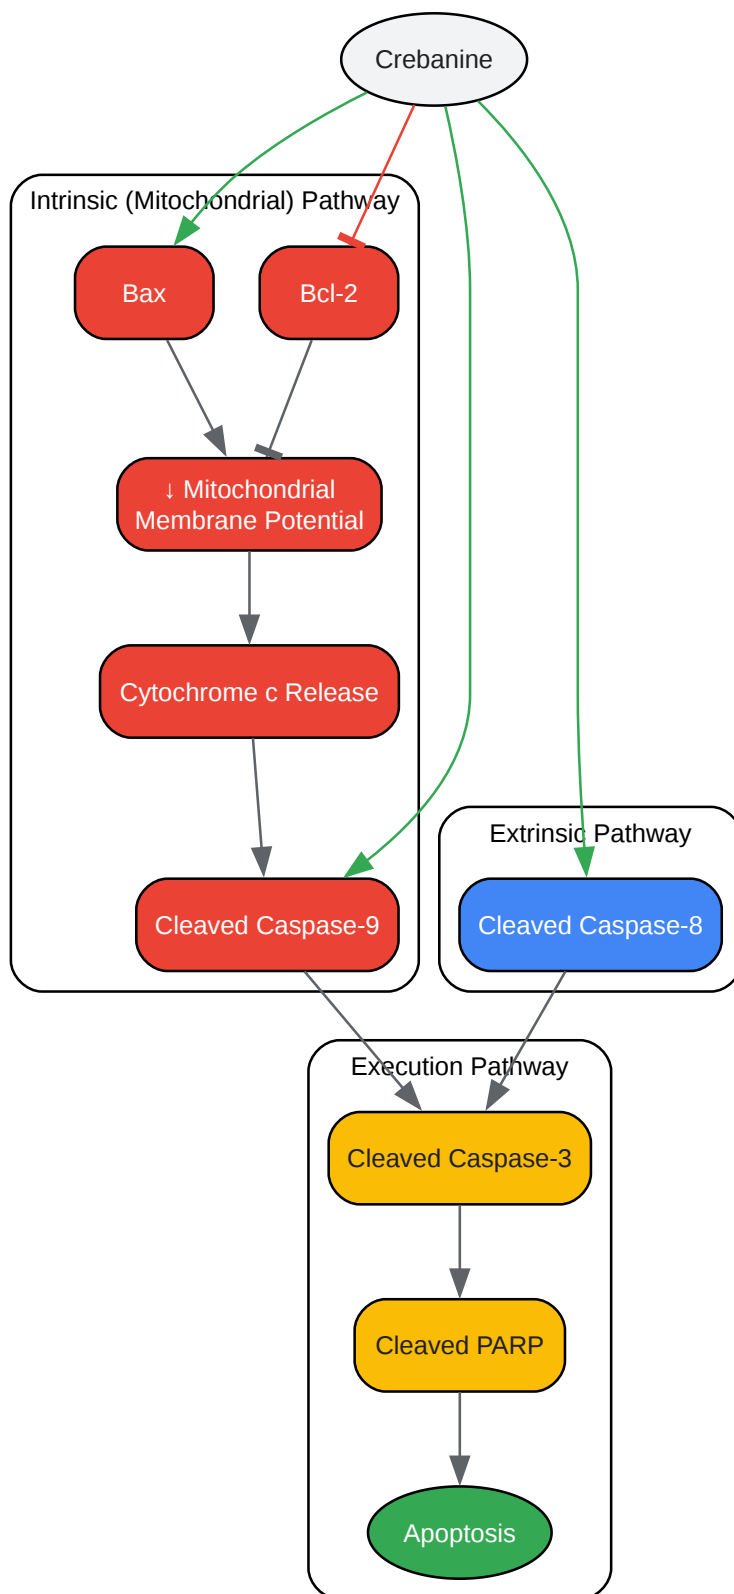 Crebanine
Intrinsic (Mitochondrial) Pathway
Bax
Bcl-2
↓ Mitochondrial
Membrane Potential
Cytochrome c Release
Cleaved Caspase-9
Extrinsic Pathway
Cleaved Caspase-8
Execution Pathway
Cleaved Caspase-3
Cleaved PARP
Apoptosis